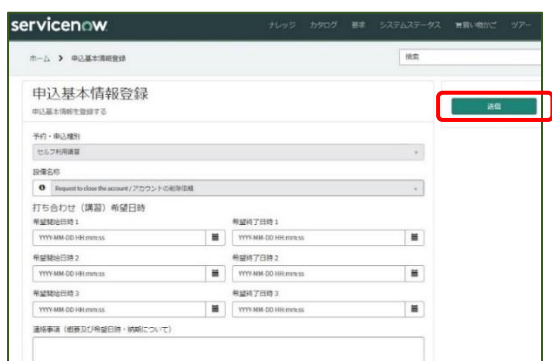 servicenow
ナレッジ カタログ 要求 システムステータス 買い物かご ツアー
ホーム > 申込基本情報登録
検索
申込基本情報登録
申込基本情報を登録する
送信
予約・申込種別
セルフ利用講習
設備名称
Request to close the account / アカウントの削除依頼
打ち合わせ（講習）希望日時
希望開始日時 1 希望終了日時 1
YYYY-MM-DD HH:mm:ss YYYY-MM-DD HH:mm:ss
希望開始日時 2 希望終了日時 2
YYYY-MM-DD HH:mm:ss YYYY-MM-DD HH:mm:ss
希望開始日時 3 希望終了日時 3
YYYY-MM-DD HH:mm:ss YYYY-MM-DD HH:mm:ss
連絡事項（概要及び希望日時・納期について）